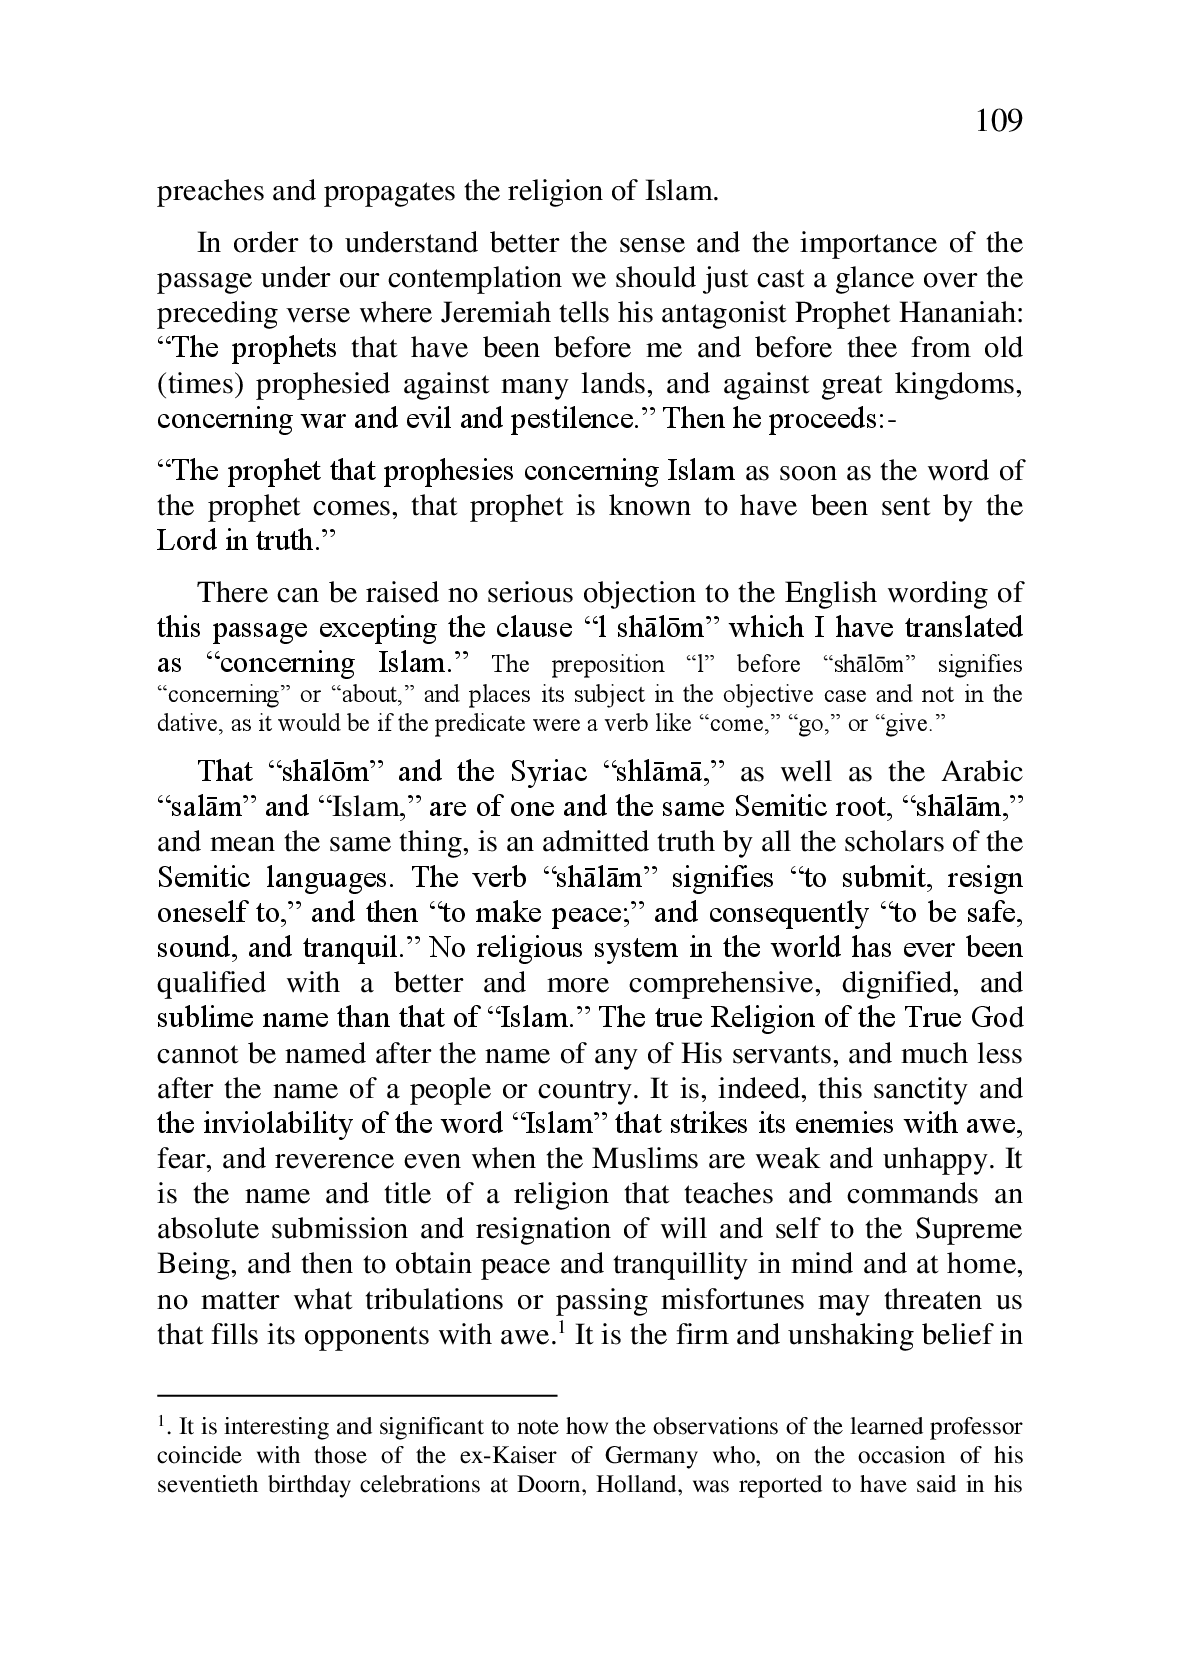 109
preaches and propagates the religion of Islam.
In order to understand better the sense and the importance of the
passage under our contemplation we should just cast a glance over the
preceding verse where Jeremiah tells his antagonist Prophet Hananiah:
“The prophets that have been before me and before thee from old
(times) prophesied against many lands, and against great kingdoms,
concerning war and evil and pestilence.” Then he proceeds:-
“The prophet that prophesies concerning Islam as soon as the word of
the prophet comes, that prophet is known to have been sent by the
Lord in truth.”
There can be raised no serious objection to the English wording of
this passage excepting the clause “l shālōm” which I have translated
as “concerning Islam.” The preposition “l” before “shālōm” signifies
“concerning” or “about,” and places its subject in the objective case and not in the
dative, as it would be if the predicate were a verb like “come,” “go,” or “give.”
That “shālōm” and the Syriac “shlāmā,” as well as the Arabic
“salām” and “Islam,” are of one and the same Semitic root, “shālām,”
and mean the same thing, is an admitted truth by all the scholars of the
Semitic languages. The verb “shālām” signifies “to submit, resign
oneself to,” and then “to make peace;” and consequently “to be safe,
sound, and tranquil.” No religious system in the world has ever been
qualified with a better and more comprehensive, dignified, and
sublime name than that of “Islam.” The true Religion of the True God
cannot be named after the name of any of His servants, and much less
after the name of a people or country. It is, indeed, this sanctity and
the inviolability of the word “Islam” that strikes its enemies with awe,
fear, and reverence even when the Muslims are weak and unhappy. It
is the name and title of a religion that teaches and commands an
absolute submission and resignation of will and self to the Supreme
Being, and then to obtain peace and tranquillity in mind and at home,
no matter what tribulations or passing misfortunes may threaten us
that fills its opponents with awe.¹ It is the firm and unshaking belief in
¹. It is interesting and significant to note how the observations of the learned professor
coincide with those of the ex-Kaiser of Germany who, on the occasion of his
seventieth birthday celebrations at Doorn, Holland, was reported to have said in his